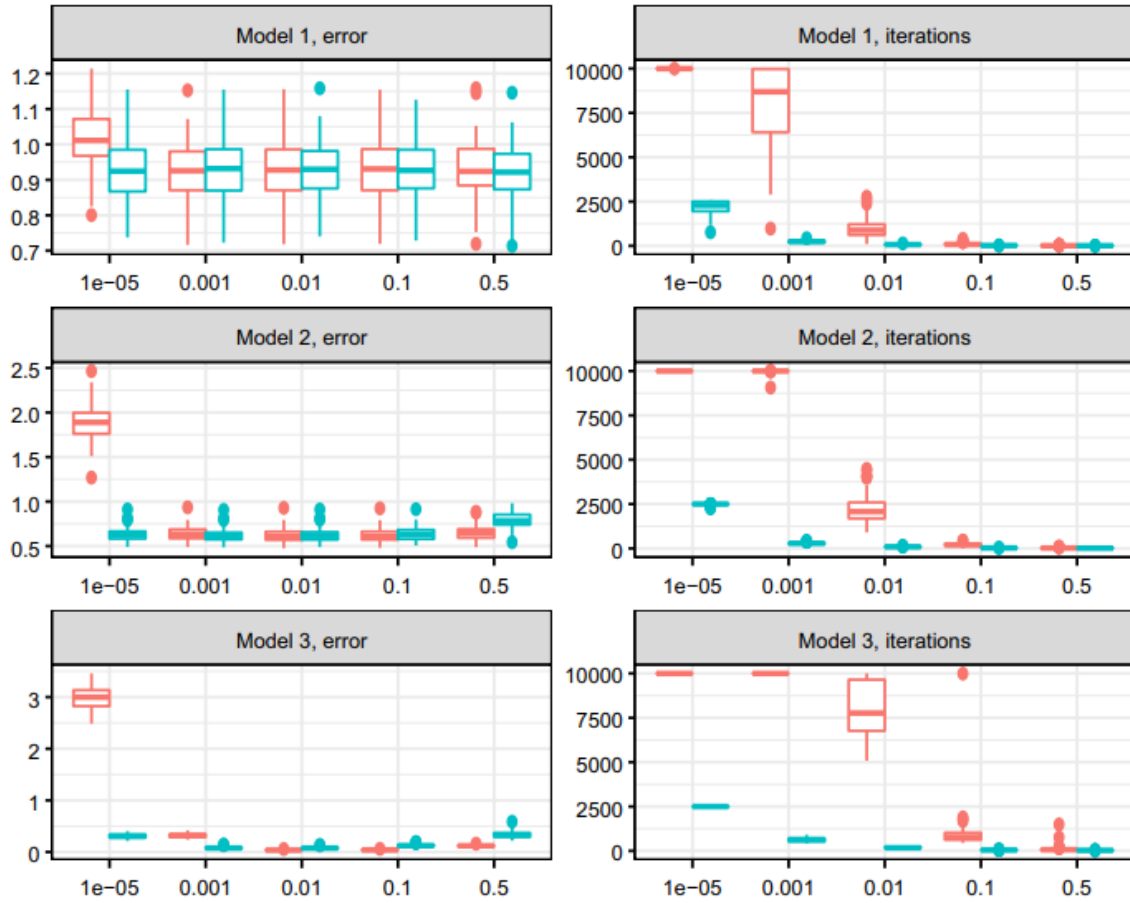 Model 1, error
1.2
1.1
1.0
0.9
0.8
0.7
1e−05 0.001 0.01 0.1 0.5
Model 1, iterations
10000
7500
5000
2500
0
1e−05 0.001 0.01 0.1 0.5
Model 2, error
2.5
2.0
1.5
1.0
0.5
1e−05 0.001 0.01 0.1 0.5
Model 2, iterations
10000
7500
5000
2500
0
1e−05 0.001 0.01 0.1 0.5
Model 3, error
3
2
1
0
1e−05 0.001 0.01 0.1 0.5
Model 3, iterations
10000
7500
5000
2500
0
1e−05 0.001 0.01 0.1 0.5